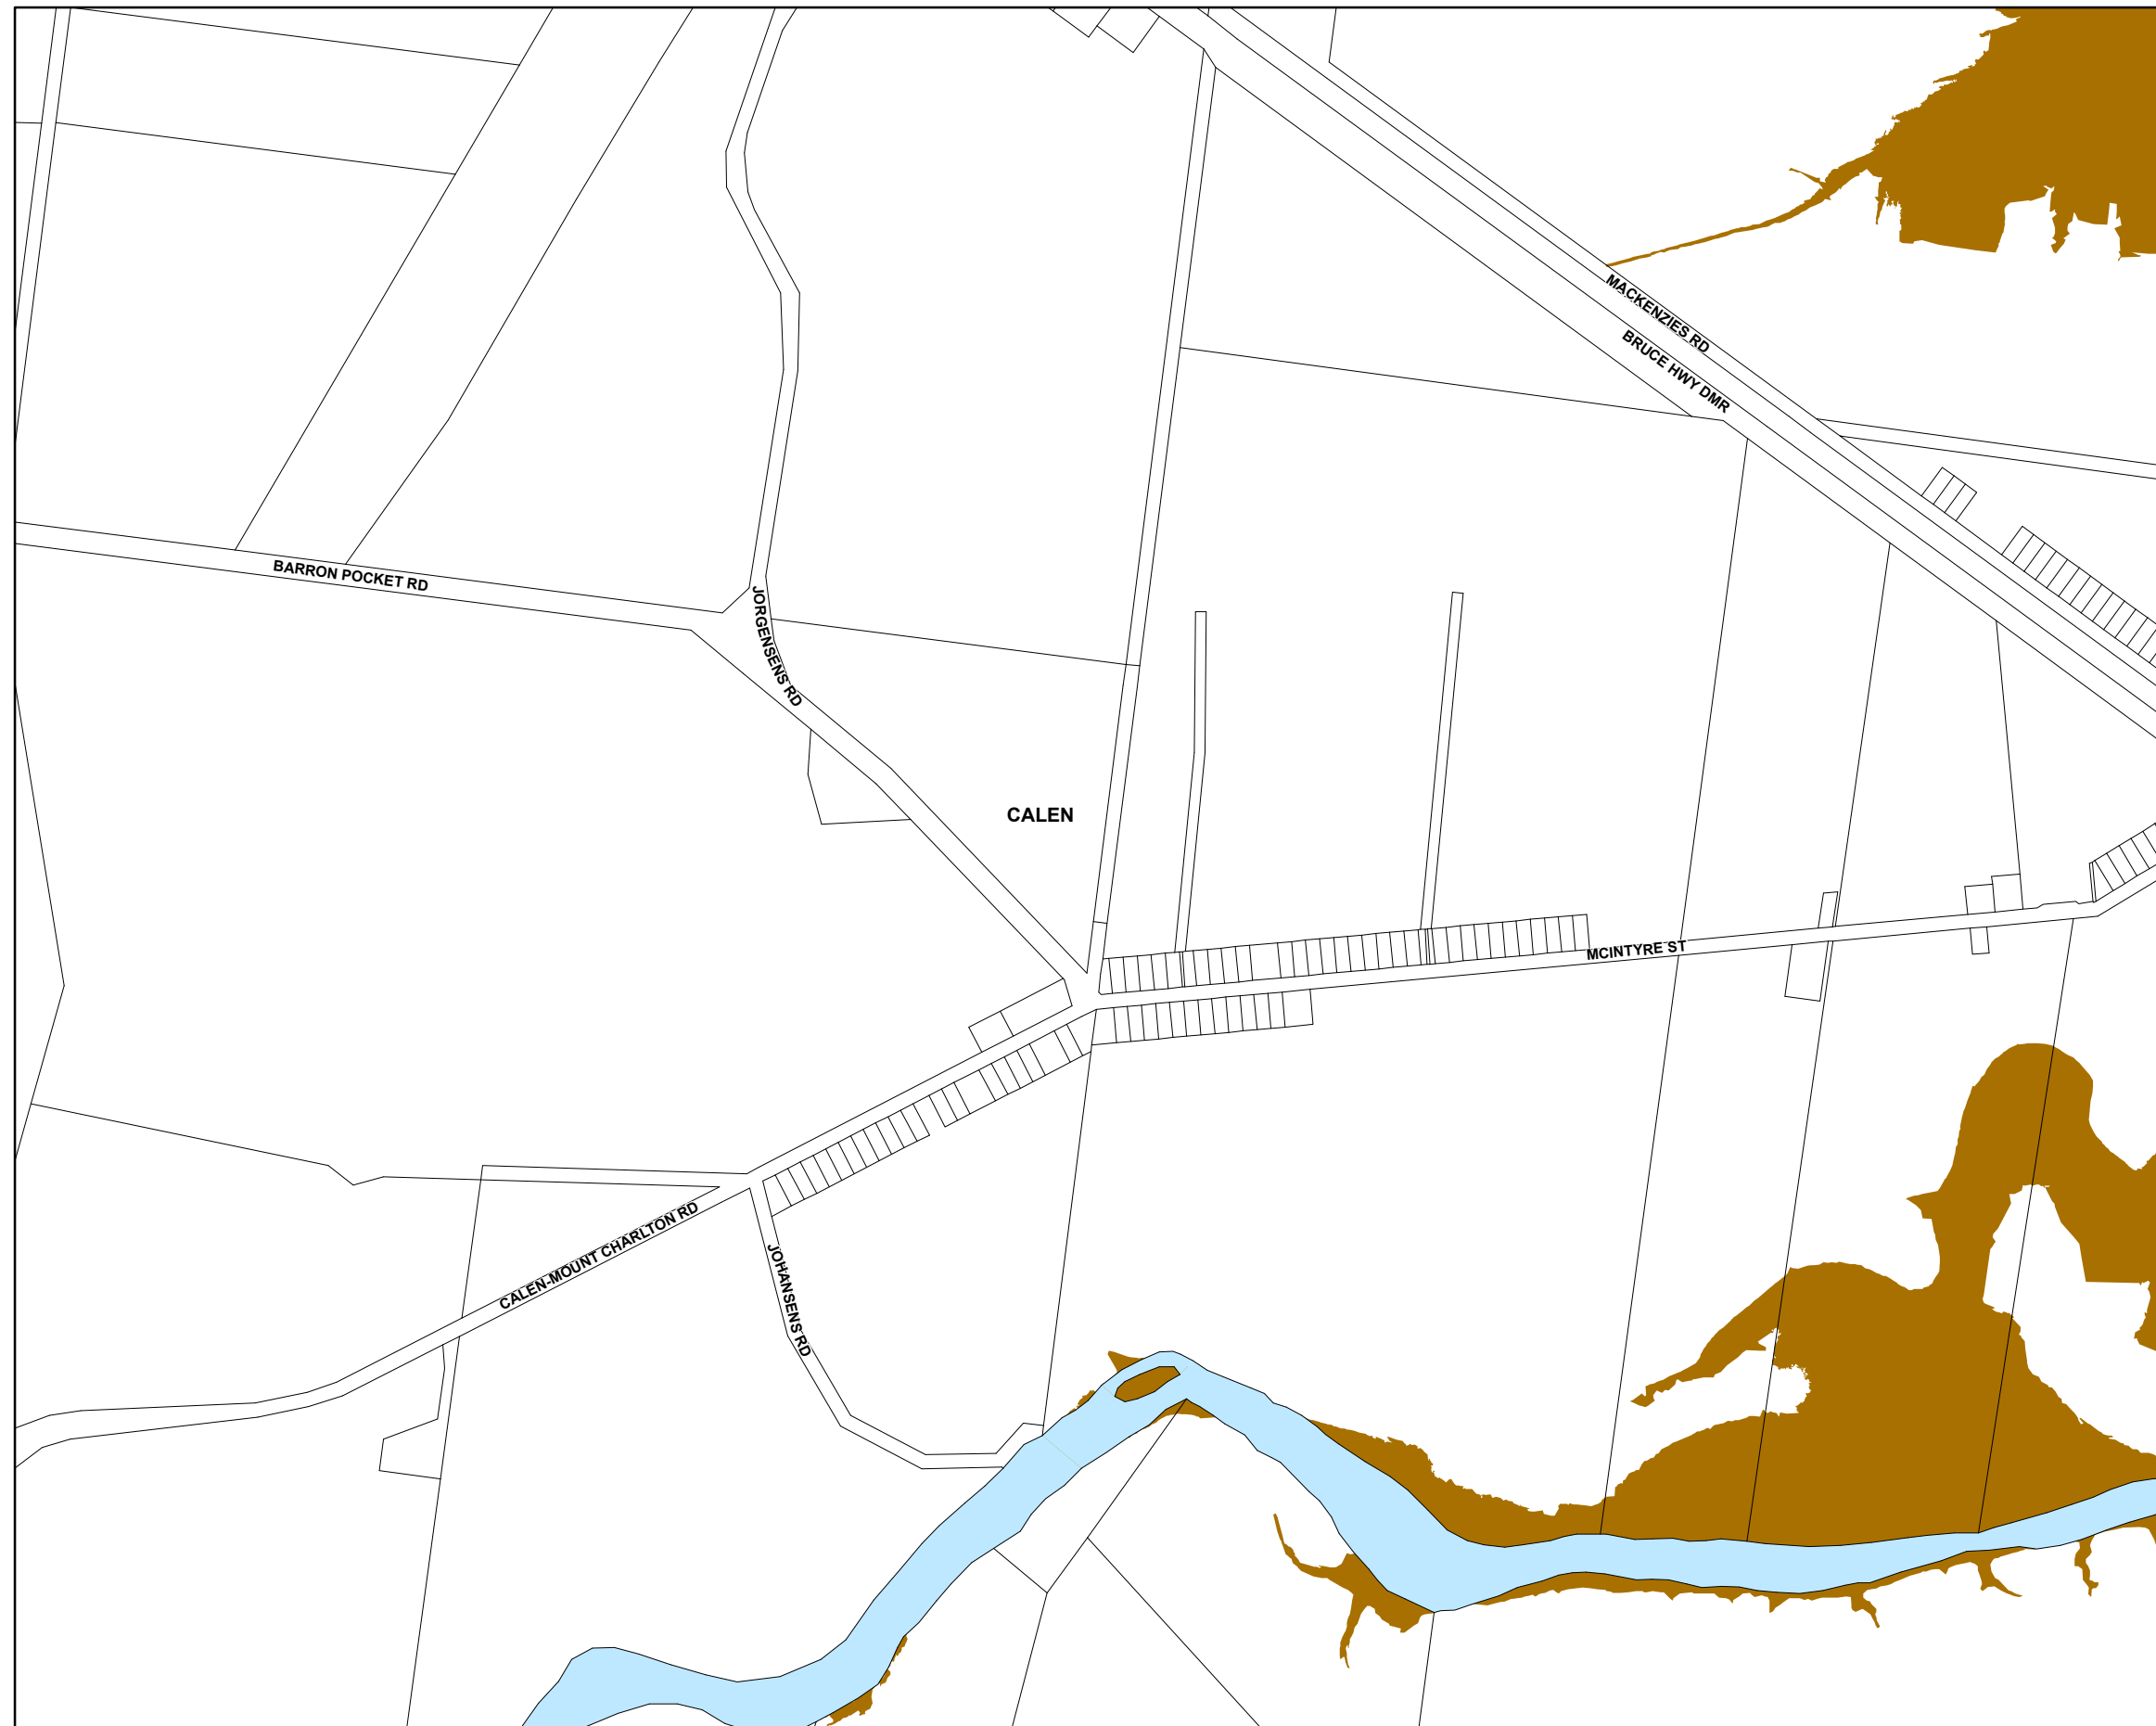 MACKENZIES RD
BRUCE HWY DMR
BARRON POCKET RD
JORGENSENS RD
CALEN
MCINTYRE ST
CALEN-MOUNT CHARLTON RD
JOHANSENS RD